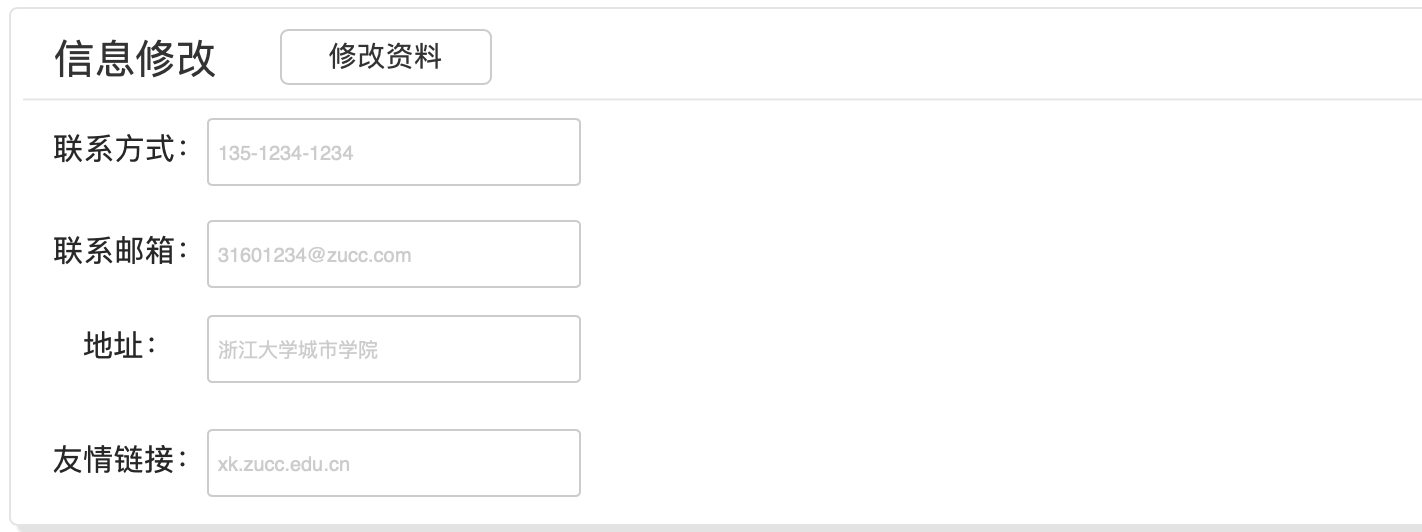 信息修改 修改资料
联系方式： 135-1234-1234
联系邮箱： 31601234@zucc.com
地址： 浙江大学城市学院
友情链接： xk.zucc.edu.cn